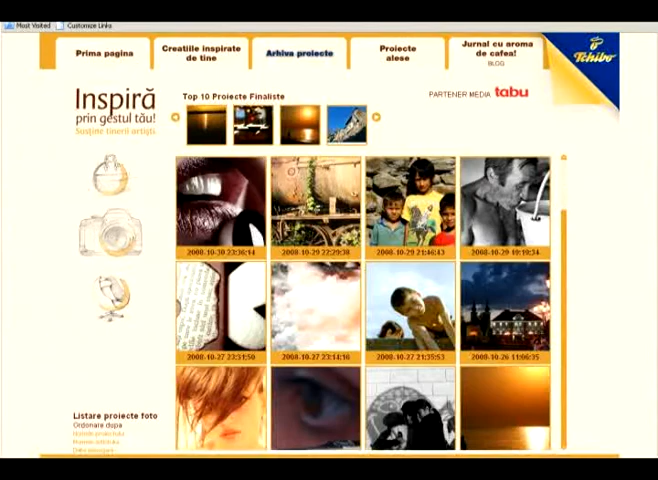 Most Visited Customize Links
Prima pagina
Creatiile inspirate
de tine
Arhiva proiecte
Proiecte
alese
Jurnal cu aroma
de cafea!
BLOG
Tchibo
Inspiră
prin gestul tău!
Susține tinerii artiști.
Top 10 Proiecte Finaliste
PARTENER MEDIA tabu
2008-10-30 23:36:14
2008-10-29 22:29:38
2008-10-29 21:46:43
2008-10-29 19:19:34
2008-10-27 23:31:50
2008-10-27 23:14:16
2008-10-27 21:35:53
2008-10-26 11:06:35
Listare proiecte foto
Ordonare dupa